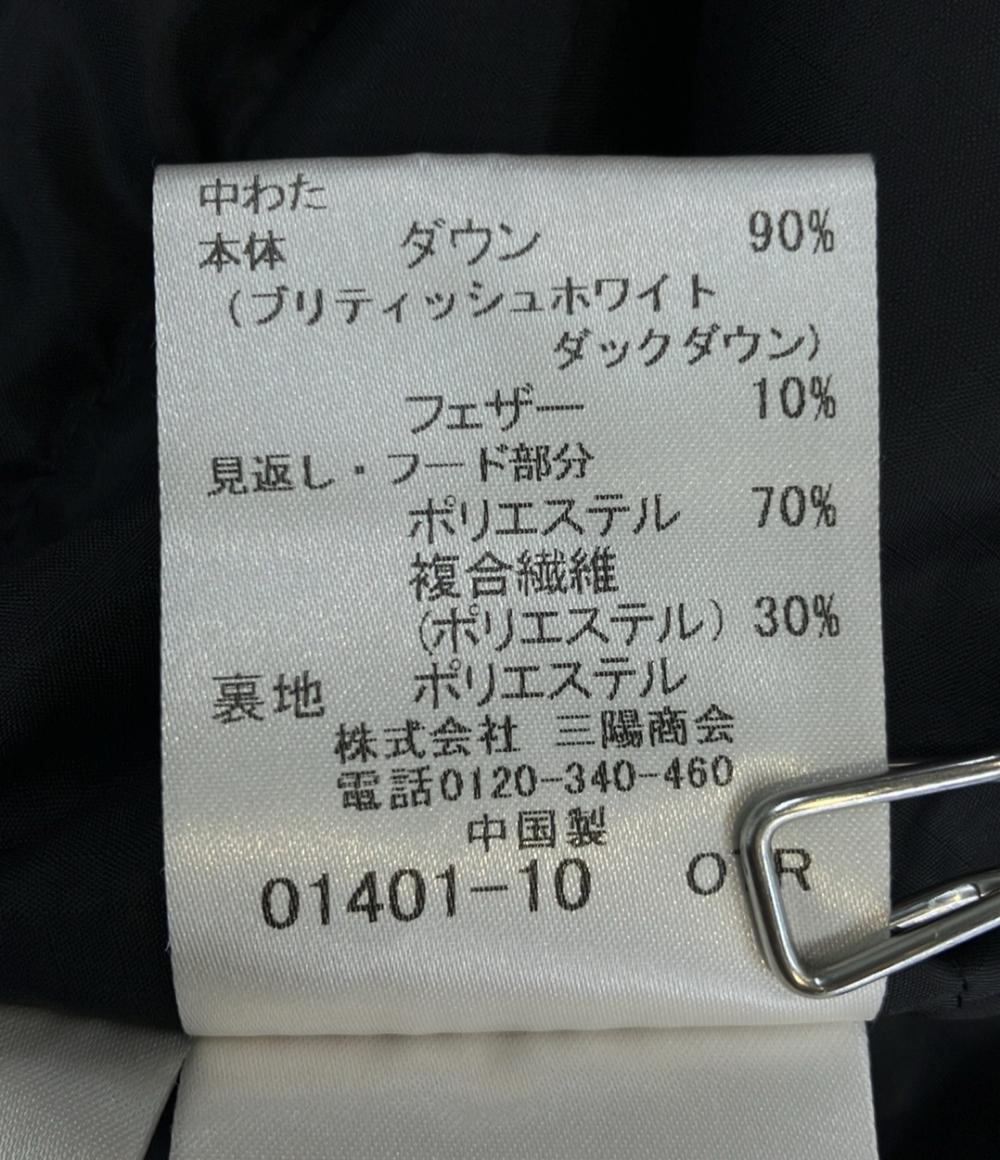 中わた
本体 ダウン 90%
(ブリティッシュホワイト
ダックダウン)
フェザー 10%
見返し・フード部分
ポリエステル 70%
複合繊維
(ポリエステル) 30%
裏地 ポリエステル
株式会社 三陽商会
電話0120-340-460
中国製
01401-10